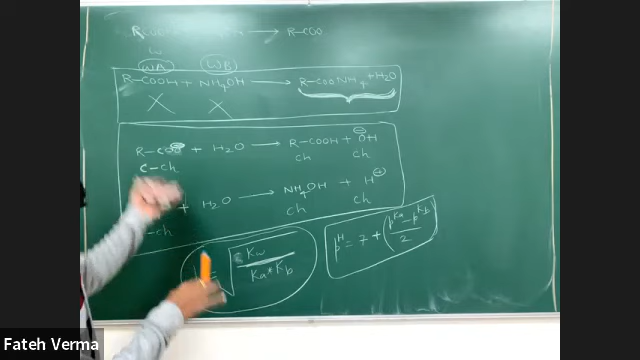 R-COO
W
WA WB
R-COOH + NH4OH → R-COONH4 + H2O
R-COO⊖ + H2O → R-COOH + ⊖OH
C-Ch Ch Ch
+ H2O → NH4OH + H⊕
-Ch Ch Ch
= √ Kw / Ka*Kb
pH = 7 + (pKa - pKb / 2)
Fateh Verma